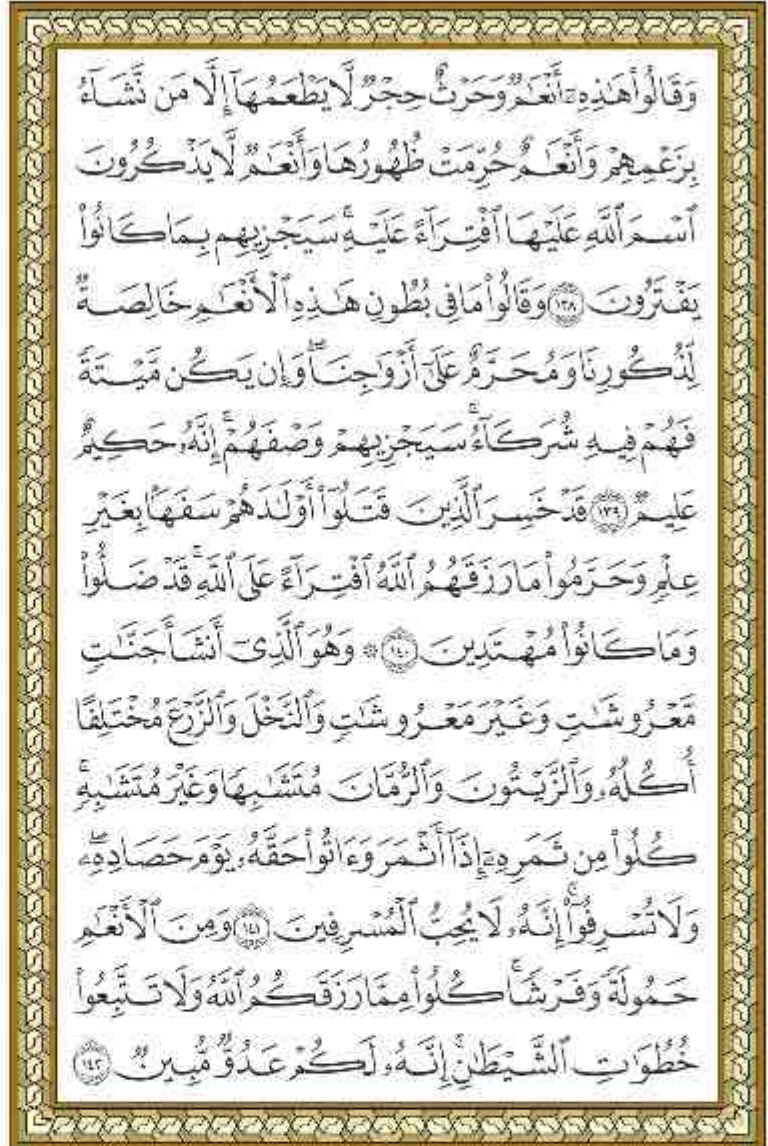 وَقَالُوا۟ هَـٰذِهِۦٓ أَنْعَـٰمٌ وَحَرْثٌ حِجْرٌ لَّا يَطْعَمُهَآ إِلَّا مَن نَّشَآءُ
بِزَعْمِهِمْ وَأَنْعَـٰمٌ حُرِّمَتْ ظُهُورُهَا وَأَنْعَـٰمٌ لَّا يَذْكُرُونَ
ٱسْمَ ٱللَّهِ عَلَيْهَا ٱفْتِرَآءً عَلَيْهِ ۚ سَيَجْزِيهِم بِمَا كَانُوا۟
يَفْتَرُونَ ١٣٨ وَقَالُوا۟ مَا فِى بُطُونِ هَـٰذِهِ ٱلْأَنْعَـٰمِ خَالِصَةٌ
لِّذُكُورِنَا وَمُحَرَّمٌ عَلَىٰٓ أَزْوَٰجِنَا ۖ وَإِن يَكُن مَّيْتَةً
فَهُمْ فِيهِ شُرَكَآءُ ۚ سَيَجْزِيهِمْ وَصْفَهُمْ ۚ إِنَّهُۥ حَكِيمٌ
عَلِيمٌ ١٣٩ قَدْ خَسِرَ ٱلَّذِينَ قَتَلُوٓا۟ أَوْلَـٰدَهُمْ سَفَهًۢا بِغَيْرِ
عِلْمٍ وَحَرَّمُوا۟ مَا رَزَقَهُمُ ٱللَّهُ ٱفْتِرَآءً عَلَى ٱللَّهِ ۚ قَدْ ضَلُّوا۟
وَمَا كَانُوا۟ مُهْتَدِينَ ١٤٠ ۞ وَهُوَ ٱلَّذِىٓ أَنشَأَ جَنَّـٰتٍ
مَّعْرُوشَـٰتٍ وَغَيْرَ مَعْرُوشَـٰتٍ وَٱلنَّخْلَ وَٱلزَّرْعَ مُخْتَلِفًا
أُكُلُهُۥ وَٱلزَّيْتُونَ وَٱلرُّمَّانَ مُتَشَـٰبِهًا وَغَيْرَ مُتَشَـٰبِهٍ ۚ
كُلُوا۟ مِن ثَمَرِهِۦٓ إِذَآ أَثْمَرَ وَءَاتُوا۟ حَقَّهُۥ يَوْمَ حَصَادِهِۦ ۖ
وَلَا تُسْرِفُوٓا۟ ۚ إِنَّهُۥ لَا يُحِبُّ ٱلْمُسْرِفِينَ ١٤١ وَمِنَ ٱلْأَنْعَـٰمِ
حَمُولَةً وَفَرْشًا ۚ كُلُوا۟ مِمَّا رَزَقَكُمُ ٱللَّهُ وَلَا تَتَّبِعُوا۟
خُطُوَٰتِ ٱلشَّيْطَـٰنِ ۚ إِنَّهُۥ لَكُمْ عَدُوٌّ مُّبِينٌ ١٤٢